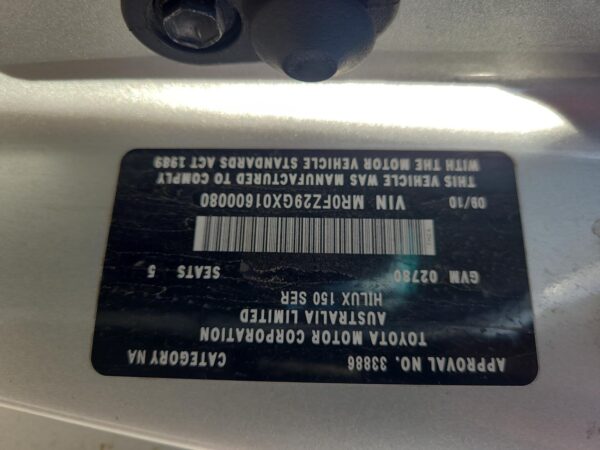 APPROVAL NO. 33886 CATEGORY NA
TOYOTA MOTOR CORPORATION
AUSTRALIA LIMITED
HILUX 150 SER
GVM 02780 SEATS 5
09/10 VIN MR0FZ29GX01600080
THIS VEHICLE WAS MANUFACTURED TO COMPLY
WITH THE MOTOR VEHICLE STANDARDS ACT 1989